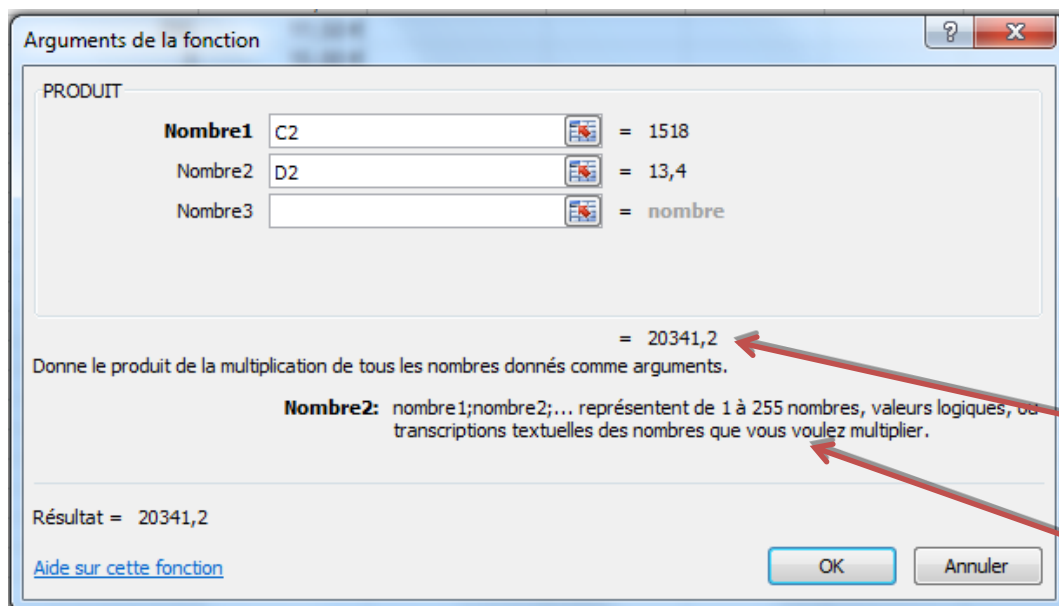 Arguments de la fonction
PRODUIT
Nombre1 C2 = 1518
Nombre2 D2 = 13,4
Nombre3 = nombre
= 20341,2
Donne le produit de la multiplication de tous les nombres donnés comme arguments.
Nombre2: nombre1;nombre2;... représentent de 1 à 255 nombres, valeurs logiques, ou
transcriptions textuelles des nombres que vous voulez multiplier.
Résultat = 20341,2
Aide sur cette fonction
OK Annuler